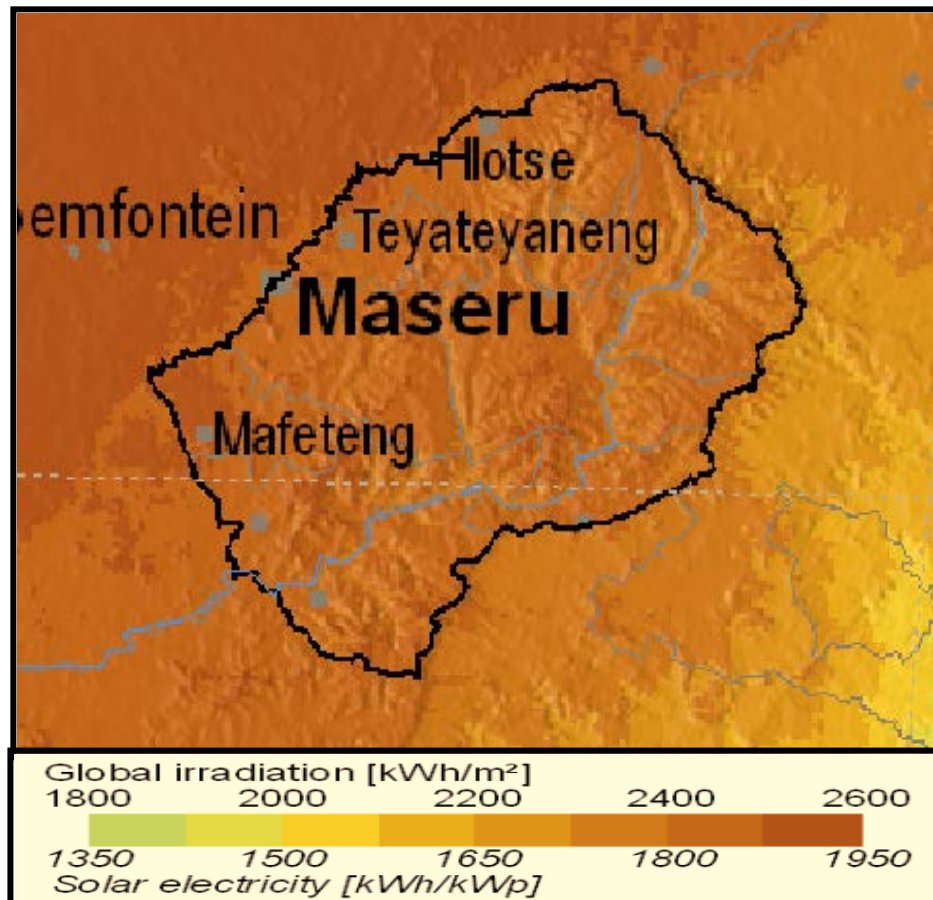 Hlotse
emfontein
Teyateyaneng
Maseru
Mafeteng
Global irradiation [kWh/m²]
1800 2000 2200 2400 2600
1350 1500 1650 1800 1950
Solar electricity [kWh/kWp]